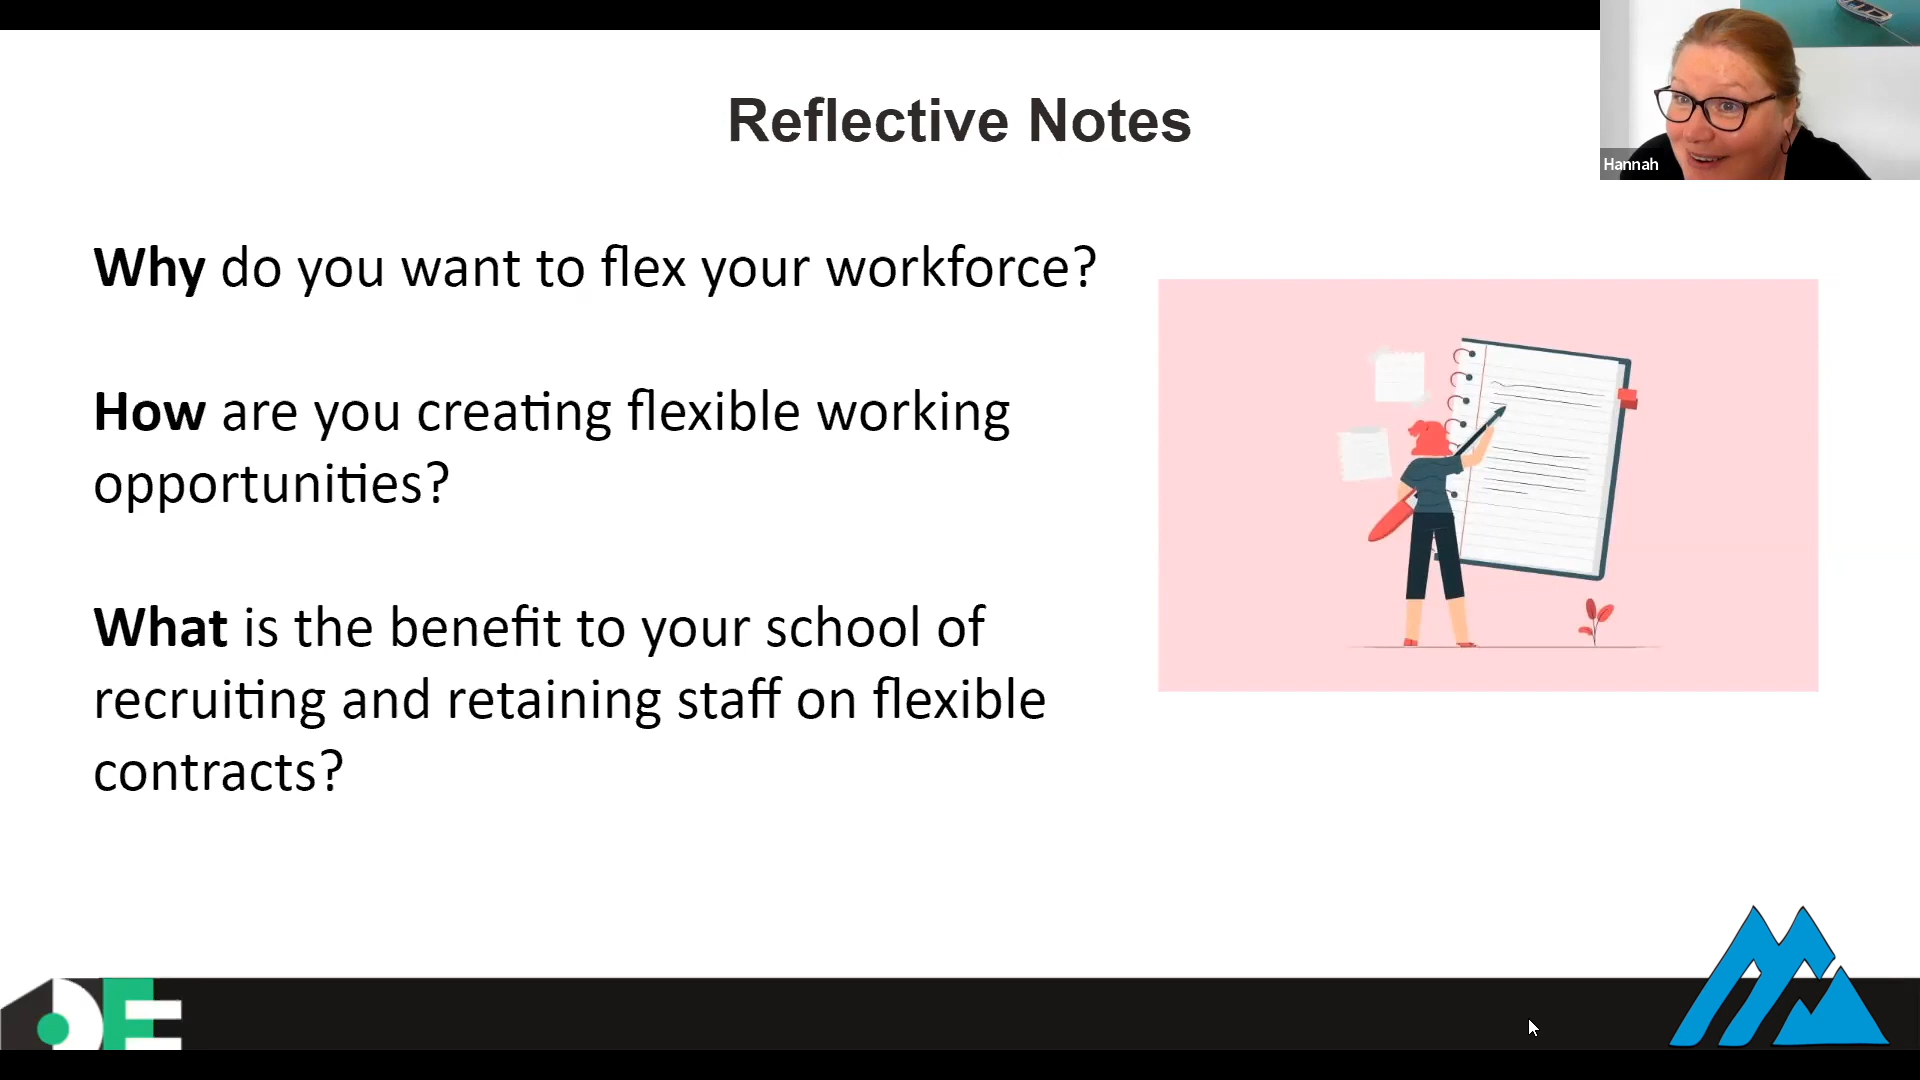 Reflective Notes
Hannah
Why do you want to flex your workforce?
How are you creating flexible working
opportunities?
What is the benefit to your school of
recruiting and retaining staff on flexible
contracts?